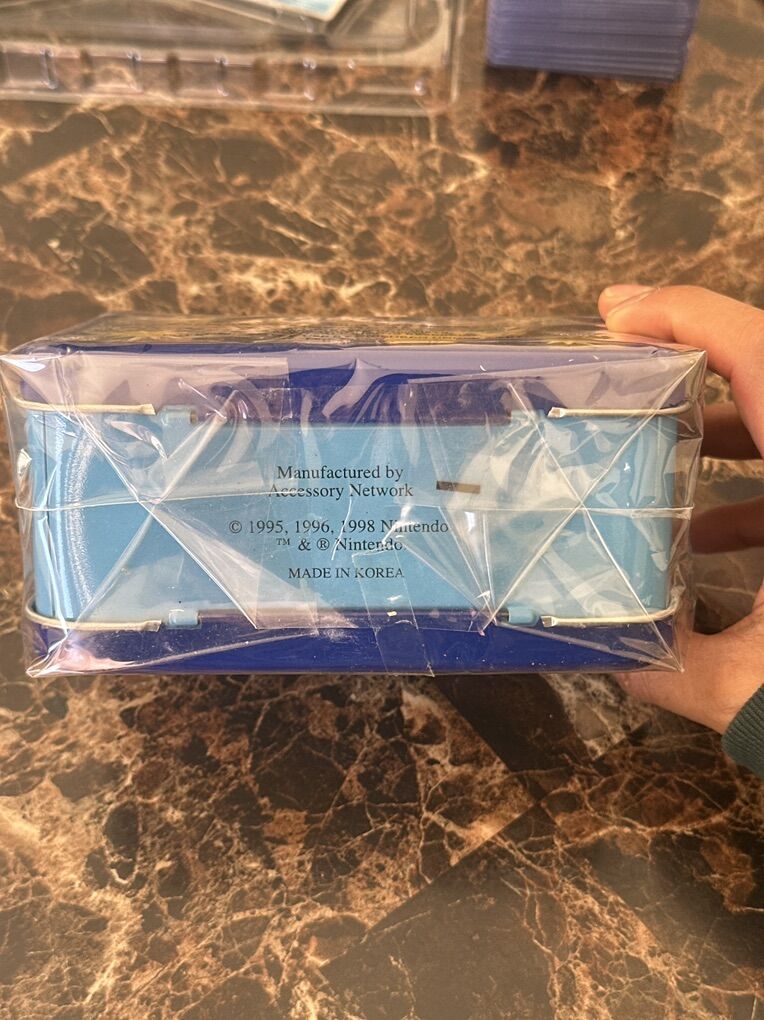 Manufactured by
Accessory Network
© 1995, 1996, 1998 Nintendo
™ & ® Nintendo.
MADE IN KOREA